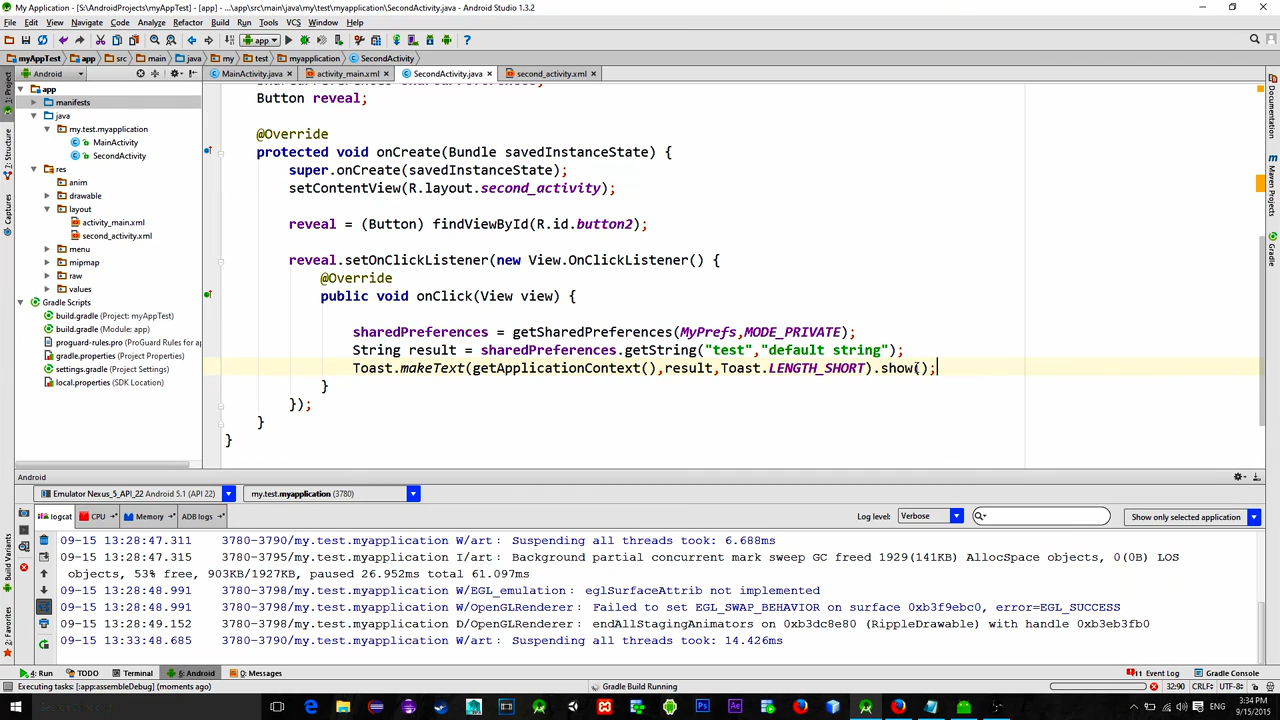 My Application - [S:\AndroidProjects\myAppTest] - [app] - ...\app\src\main\java\my\test\myapplication\SecondActivity.java - Android Studio 1.3.2
File Edit View Navigate Code Analyze Refactor Build Run Tools VCS Window Help
app
myAppTest app src main java my test myapplication SecondActivity
Android MainActivity.java activity_main.xml SecondActivity.java second_activity.xml
1: Project
Structure
Captures
Build Variants
2: Favorites
app
manifests
java
my.test.myapplication
MainActivity
SecondActivity
res
anim
drawable
layout
activity_main.xml
second_activity.xml
menu
mipmap
raw
values
Gradle Scripts
build.gradle (Project: myAppTest)
build.gradle (Module: app)
proguard-rules.pro (ProGuard Rules for ap
gradle.properties (Project Properties)
settings.gradle (Project Settings)
local.properties (SDK Location)
Button reveal;
@Override
protected void onCreate(Bundle savedInstanceState) {
super.onCreate(savedInstanceState);
setContentView(R.layout.second_activity);
reveal = (Button) findViewById(R.id.button2);
reveal.setOnClickListener(new View.OnClickListener() {
@Override
public void onClick(View view) {
sharedPreferences = getSharedPreferences(MyPrefs,MODE_PRIVATE);
String result = sharedPreferences.getString("test","default string");
Toast.makeText(getApplicationContext(),result,Toast.LENGTH_SHORT).show();
}
});
}
}
Documentation
Maven Projects
Gradle
Android
Emulator Nexus_5_API_22 Android 5.1 (API 22) my.test.myapplication (3780)
logcat CPU Memory ADB logs Log level: Verbose Show only selected application
09-15 13:28:47.311 3780-3790/my.test.myapplication W/art: Suspending all threads took: 6.688ms
09-15 13:28:47.315 3780-3790/my.test.myapplication I/art: Background partial concurrent mark sweep GC freed 1929(141KB) AllocSpace objects, 0(0B) LOS
objects, 53% free, 903KB/1927KB, paused 26.952ms total 61.097ms
09-15 13:28:48.991 3780-3798/my.test.myapplication W/EGL_emulation: eglSurfaceAttrib not implemented
09-15 13:28:48.991 3780-3798/my.test.myapplication W/OpenGLRenderer: Failed to set EGL_SWAP_BEHAVIOR on surface 0xb3f9ebc0, error=EGL_SUCCESS
09-15 13:28:49.152 3780-3798/my.test.myapplication D/OpenGLRenderer: endAllStagingAnimators on 0xb3dc8e80 (RippleDrawable) with handle 0xb3eb3fb0
09-15 13:33:48.685 3780-3790/my.test.myapplication W/art: Suspending all threads took: 14.426ms
4: Run TODO Terminal 6: Android 0: Messages 11 Event Log Gradle Console
Executing tasks: [:app:assembleDebug] (moments ago) Gradle Build Running 32:90 CRLF÷ UTF-8÷
3:34 PM
9/15/2015